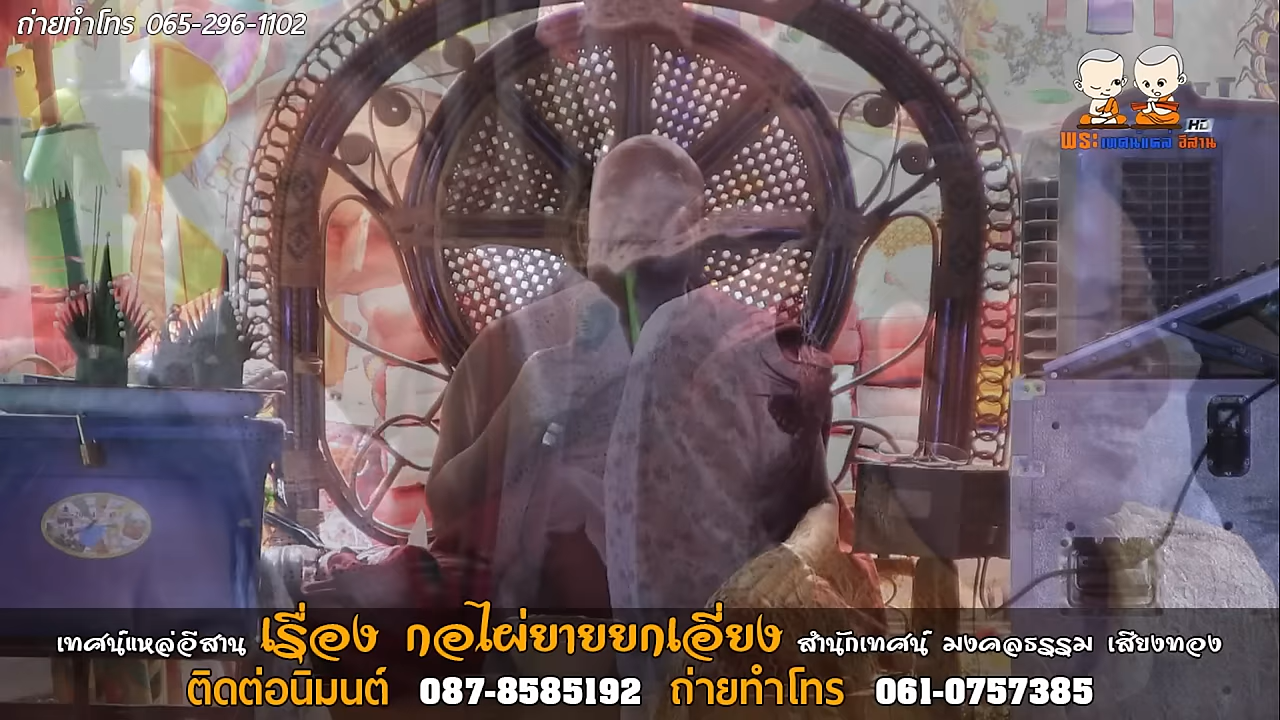 ถ่ายทำโทร 065-296-1102
HD
พระเทศน์แหล่ อีสาน
เทศน์แหล่อีสาน เรื่อง กอไผ่ยายยกเอี่ยง สำนักเทศน์ มงคลธรรม เสียงทอง
ติดต่อนิมนต์ 087-8585192 ถ่ายทำโทร 061-0757385